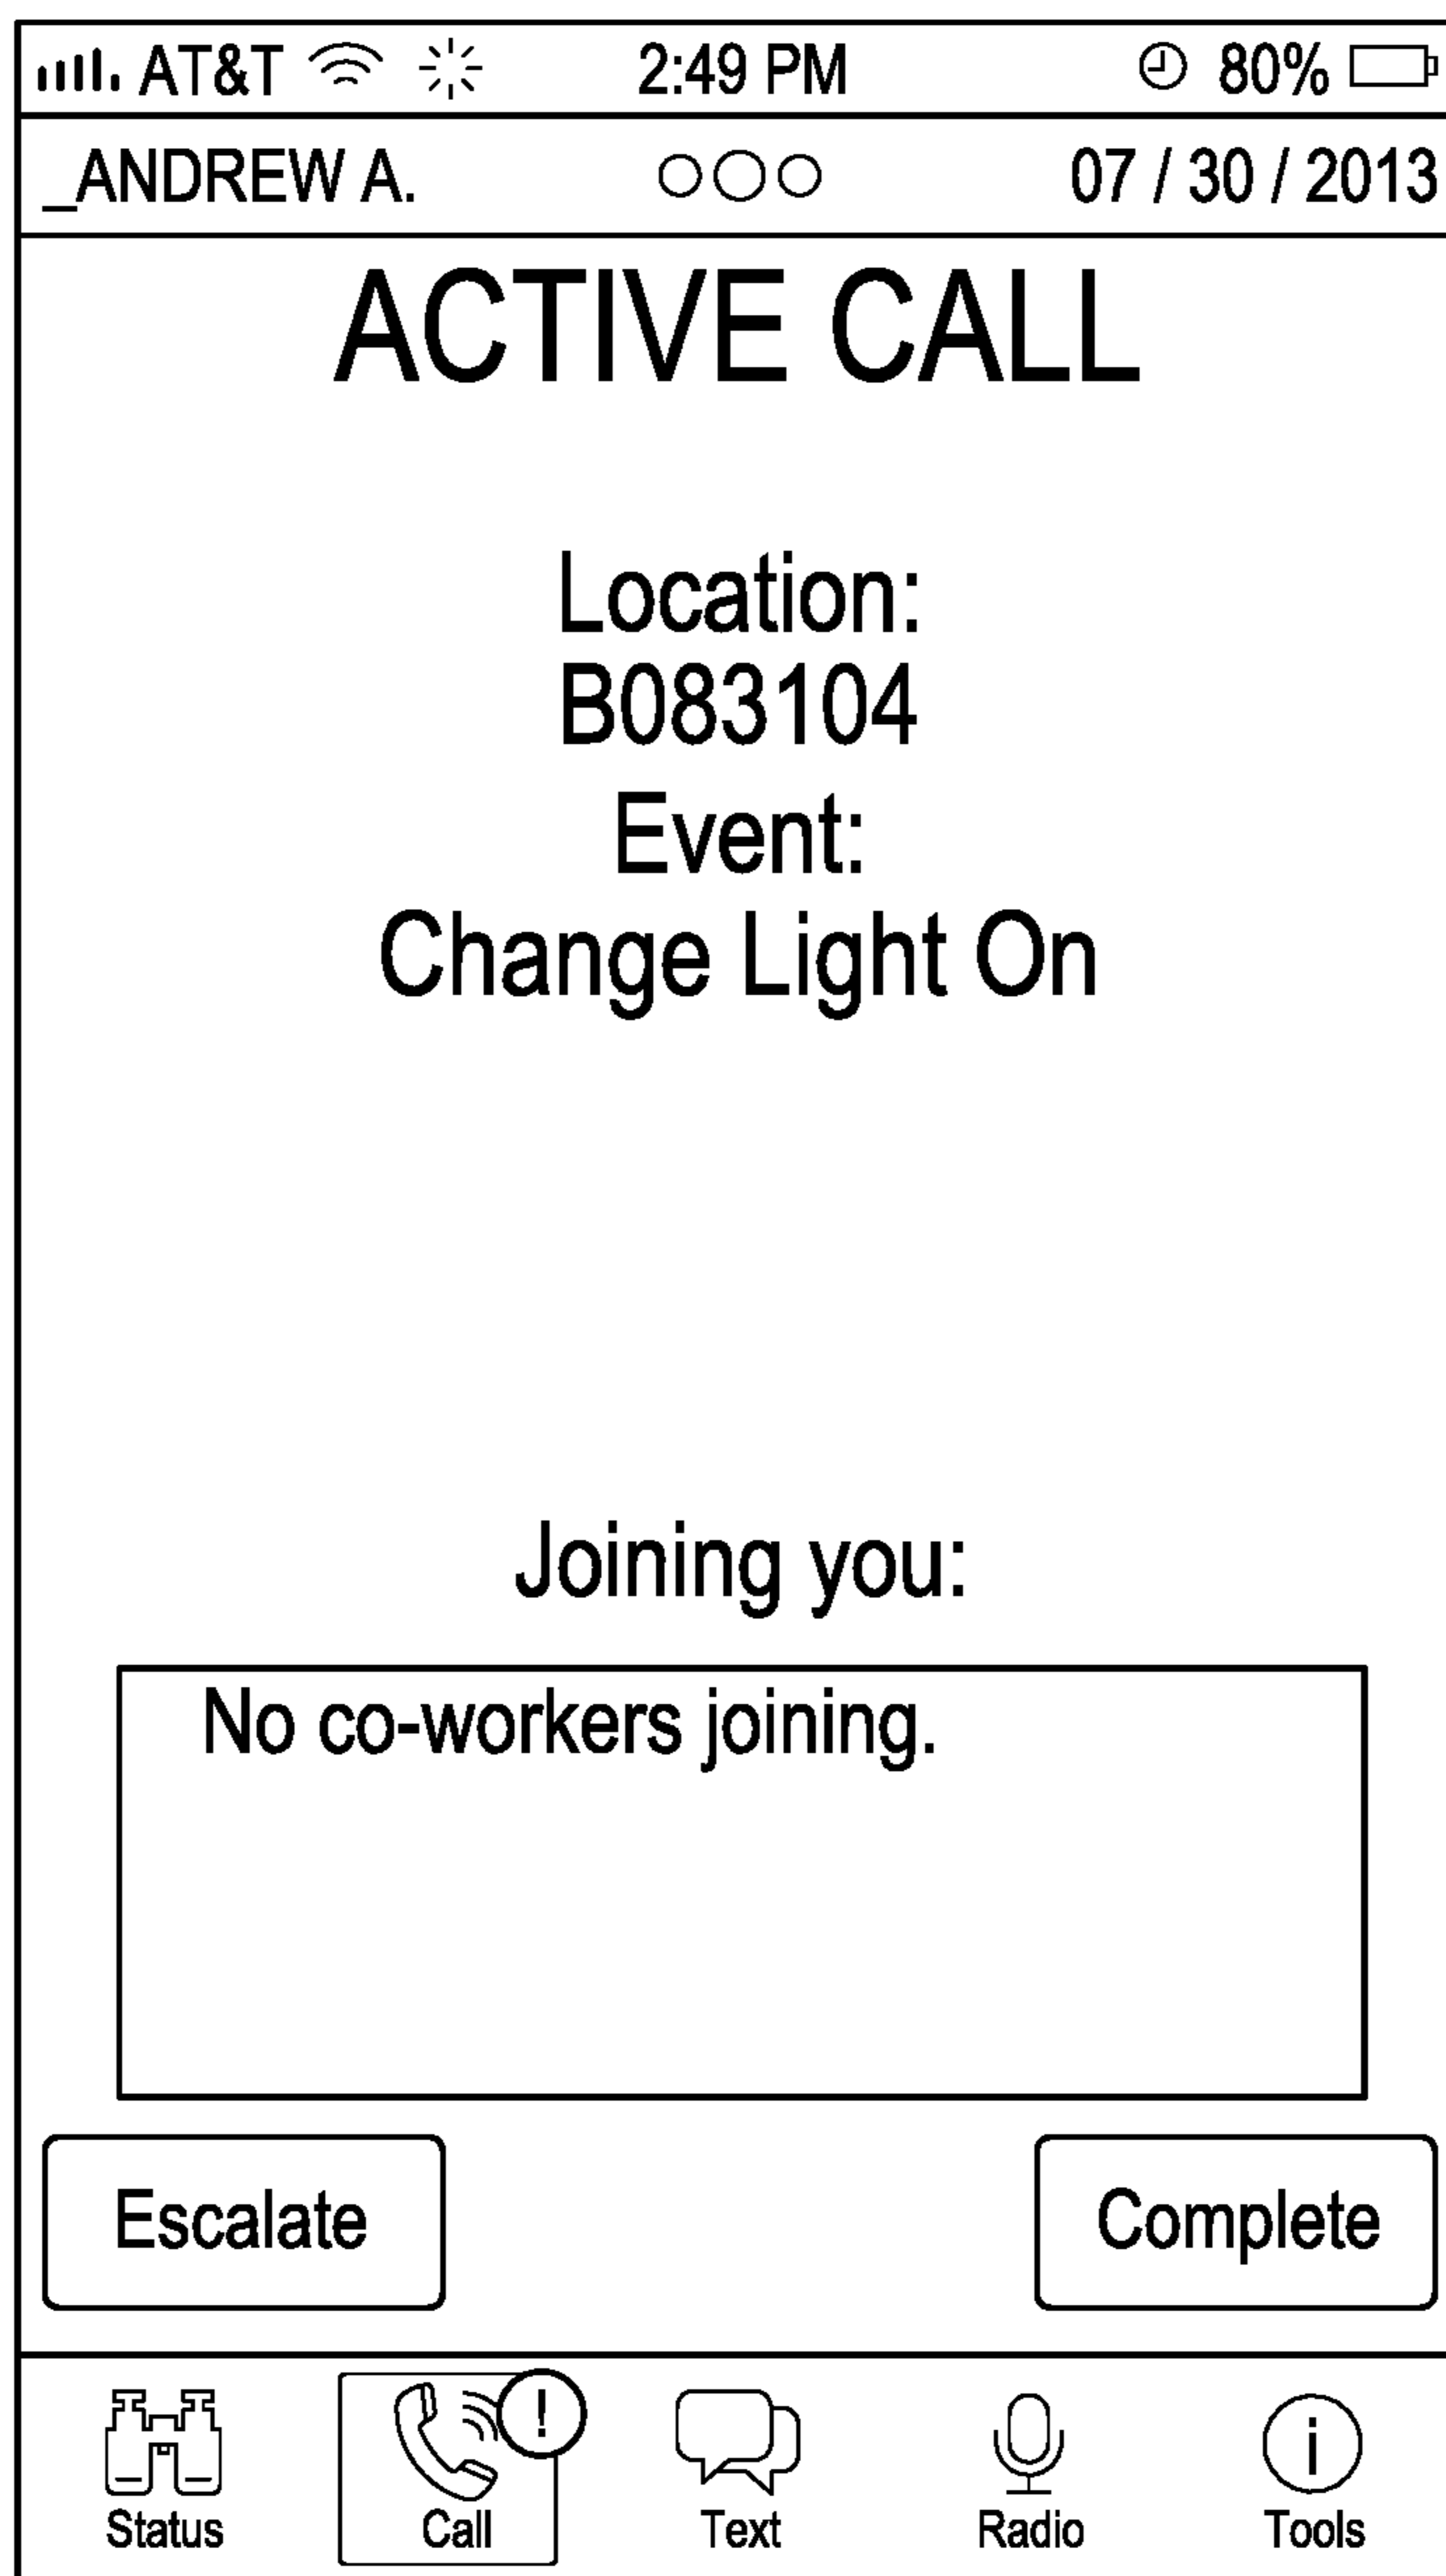 AT&T 2:49 PM 80%
_ANDREW A. 07 / 30 / 2013
ACTIVE CALL
Location:
B083104
Event:
Change Light On
Joining you:
No co-workers joining.
Escalate Complete
!
i
Status Call Text Radio Tools